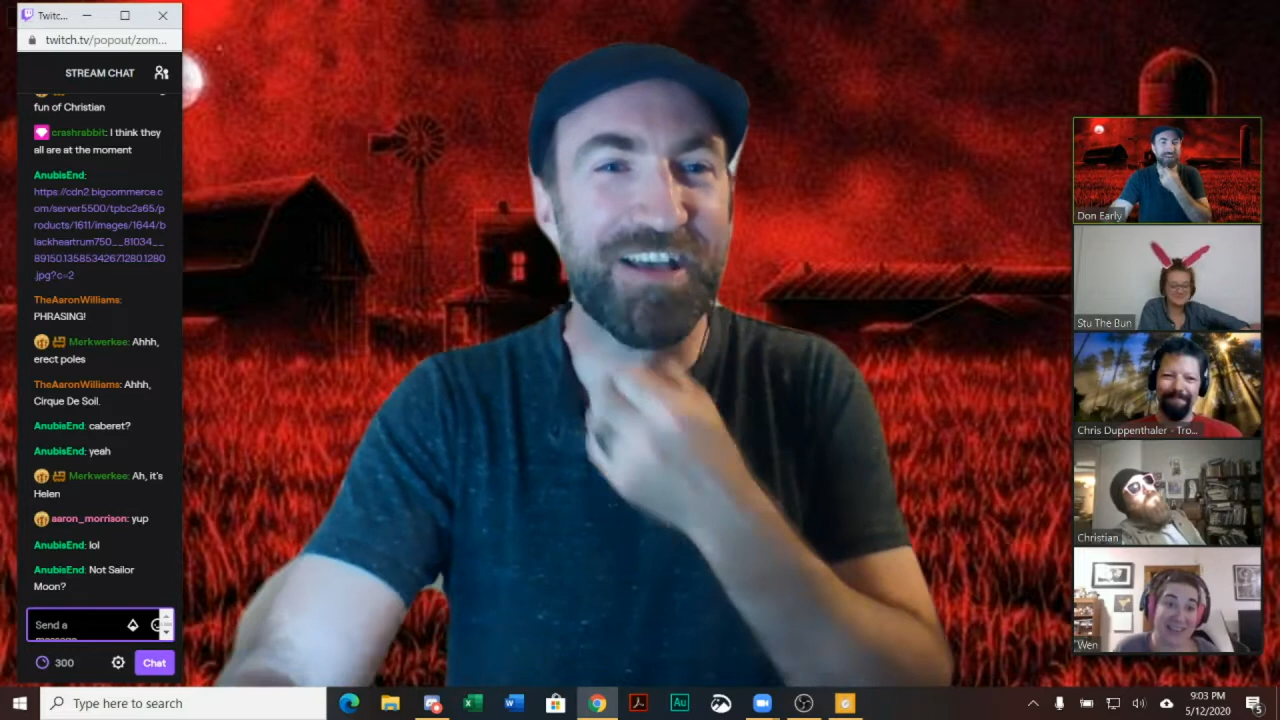 Twitc...
twitch.tv/popout/zom...
STREAM CHAT
fun of Christian
crashrabbit: I think they
all are at the moment
AnubisEnd:
https://cdn2.bigcommerce.c
om/server5500/tpbc2s65/p
roducts/1611/images/1644/b
lackheartrum750__81034__
89150.1358534267.1280.1280
.jpg?c=2
TheAaronWilliams:
PHRASING!
Merkwerkee: Ahhh,
erect poles
TheAaronWilliams: Ahhh,
Cirque De Soil.
AnubisEnd: caberet?
AnubisEnd: yeah
Merkwerkee: Ah, it's
Helen
aaron_morrison: yup
AnubisEnd: lol
AnubisEnd: Not Sailor
Moon?
Send a
message
300
Chat
Don Early
Stu The Bun
Chris Duppenthaler - Tro...
Christian
Wen
Type here to search
9:03 PM
5/12/2020
5